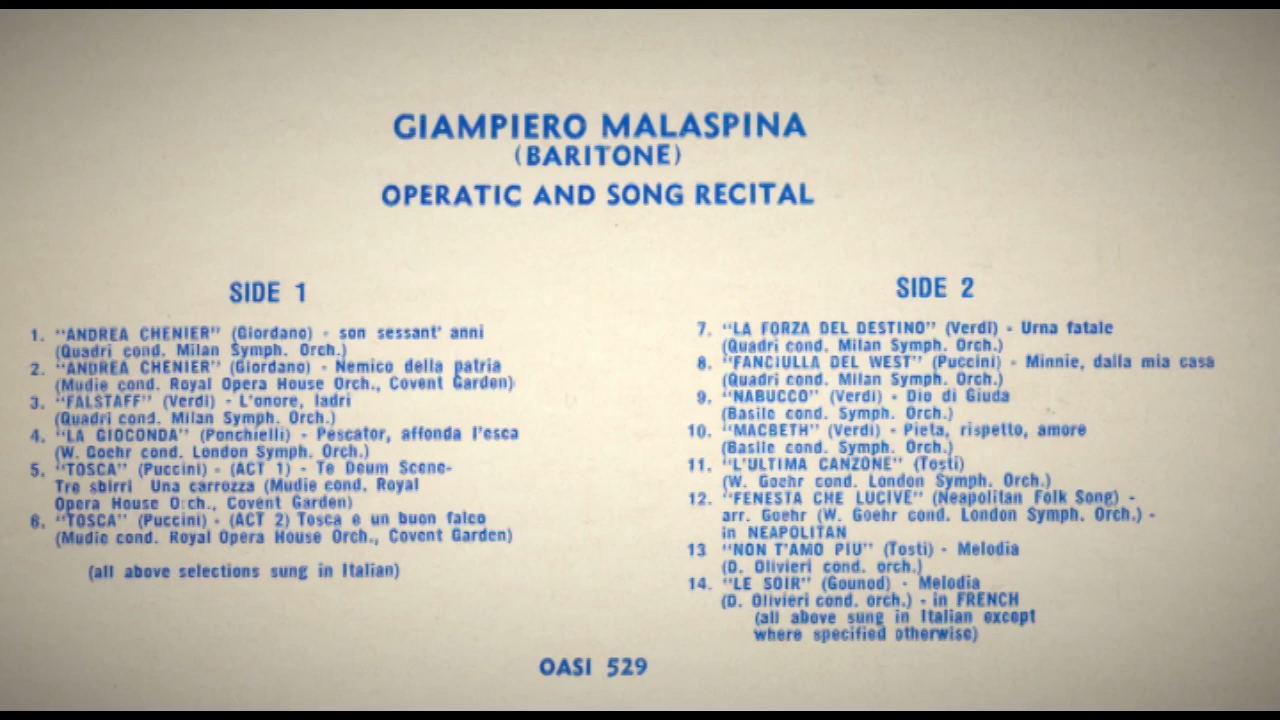 GIAMPIERO MALASPINA
(BARITONE)
OPERATIC AND SONG RECITAL
SIDE 1
1. "ANDREA CHENIER" (Giordano) - son sessant' anni
(Quadri cond. Milan Symph. Orch.)
2. "ANDREA CHENIER" (Giordano) - Nemico della patria
(Mudie cond. Royal Opera House Orch., Covent Garden)
3. "FALSTAFF" (Verdi) - L'onore, ladri
(Quadri cond. Milan Symph. Orch.)
4. "LA GIOCONDA" (Ponchielli) - Pescator, affonda l'esca
(W. Goehr cond. London Symph. Orch.)
5. "TOSCA" (Puccini) - (ACT 1) - Te Deum Scene-
Tre sbirri Una carrozza (Mudie cond. Royal
Opera House Orch., Covent Garden)
6. "TOSCA" (Puccini) - (ACT 2) Tosca e un buon falco
(Mudie cond. Royal Opera House Orch., Covent Garden)
(all above selections sung in Italian)
SIDE 2
7. "LA FORZA DEL DESTINO" (Verdi) - Urna fatale
(Quadri cond. Milan Symph. Orch.)
8. "FANCIULLA DEL WEST" (Puccini) - Minnie, dalla mia casa
(Quadri cond. Milan Symph. Orch.)
9. "NABUCCO" (Verdi) - Dio di Giuda
(Basile cond. Symph. Orch.)
10. "MACBETH" (Verdi) - Pieta, rispetto, amore
(Basile cond. Symph. Orch.)
11. "L'ULTIMA CANZONE" (Tosti)
(W. Goehr cond. London Symph. Orch.)
12. "FENESTA CHE LUCIVE" (Neapolitan Folk Song) -
arr. Goehr (W. Goehr cond. London Symph. Orch.) -
in NEAPOLITAN
13 "NON T'AMO PIU" (Tosti) - Melodia
(D. Olivieri cond. orch.)
14. "LE SOIR" (Gounod) - Melodia
(D. Olivieri cond. orch.) - in FRENCH
(all above sung in Italian except
where specified otherwise)
OASI 529